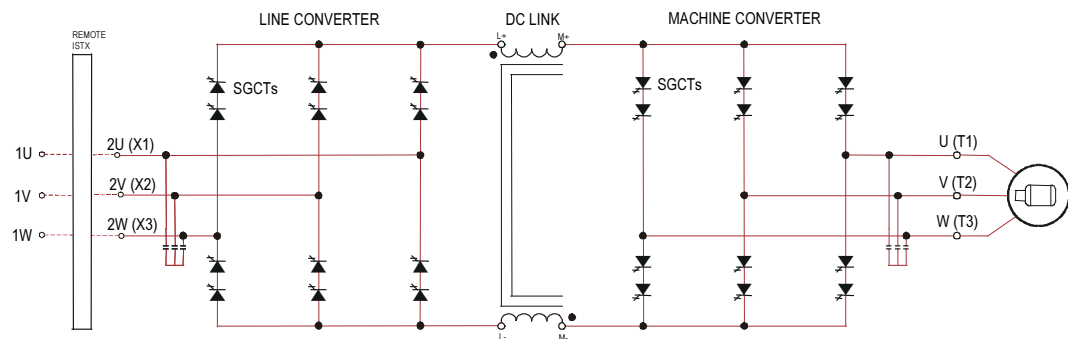 REMOTE
ISTX
LINE CONVERTER
DC LINK
MACHINE CONVERTER
L+
M+
SGCTs
SGCTs
1U
2U (X1)
U (T1)
1V
2V (X2)
V (T2)
1W
2W (X3)
W (T3)
L-
M-